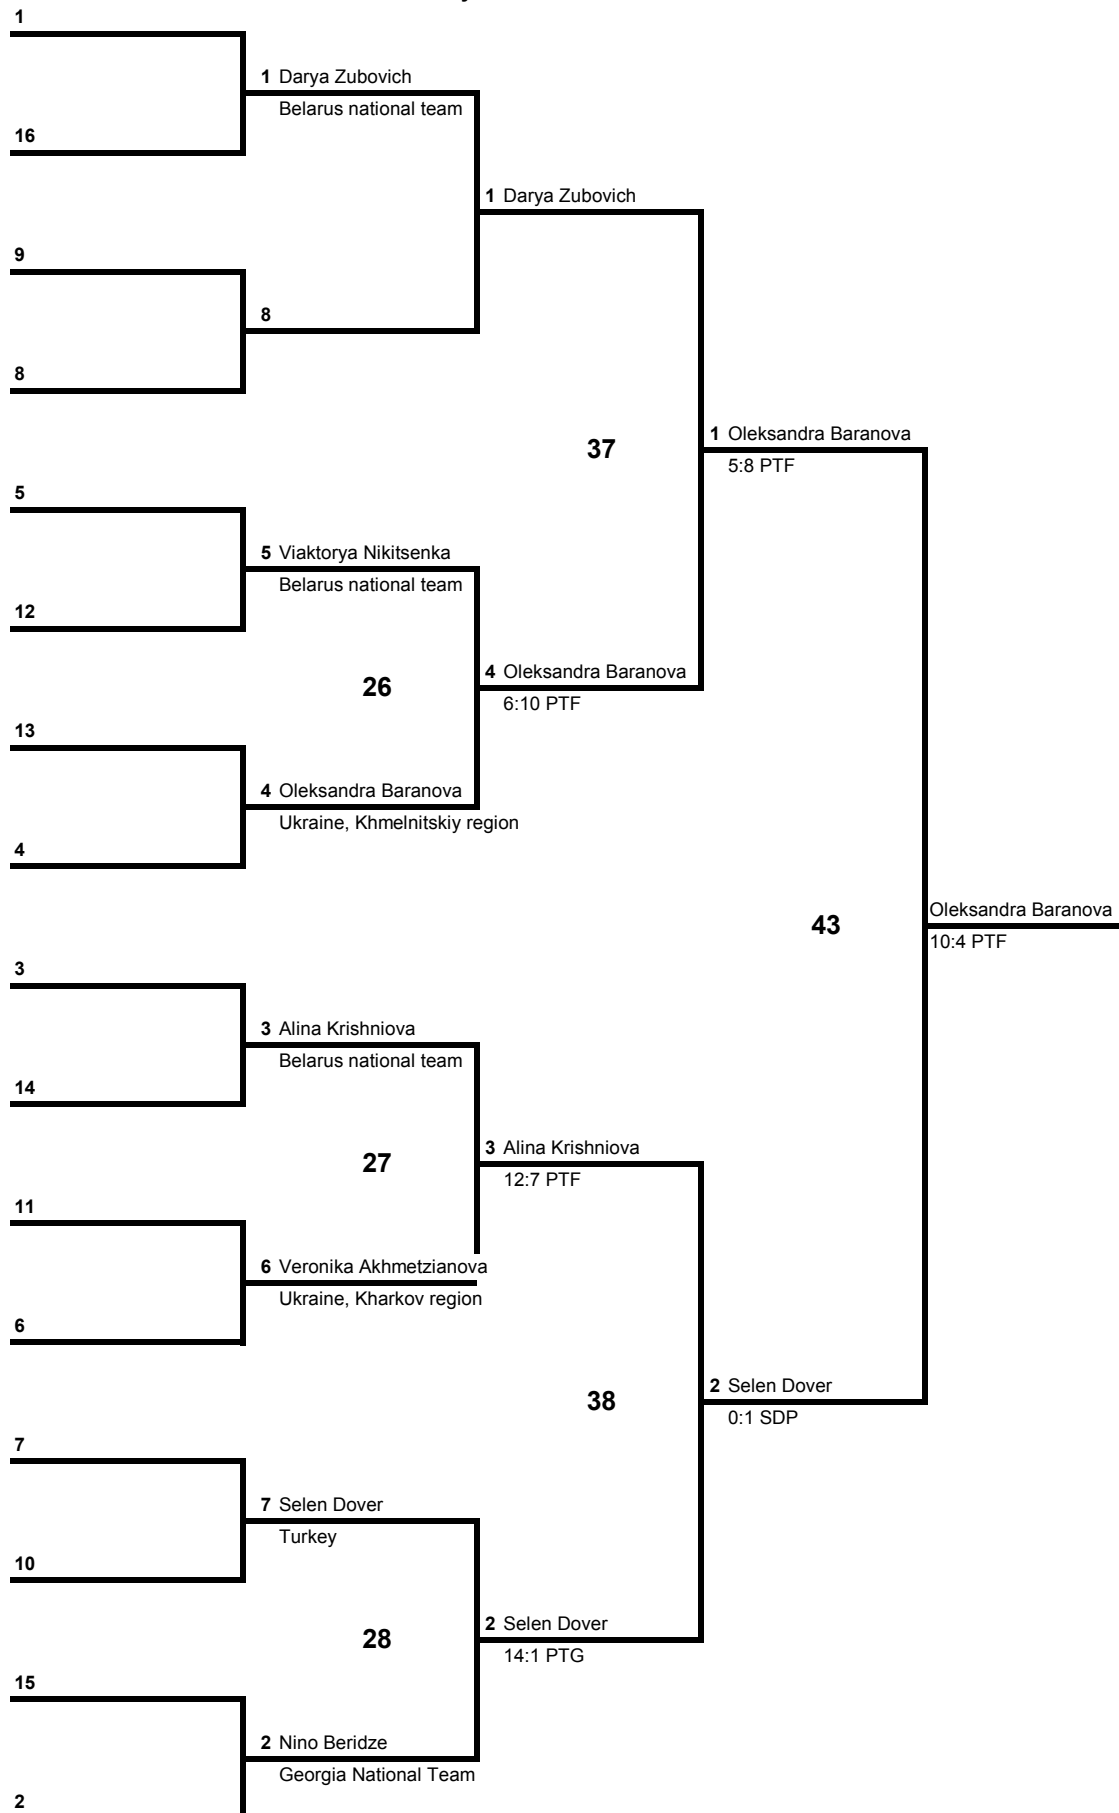 1
1 Darya Zubovich
Belarus national team
16
1 Darya Zubovich
9
8
8
37
1 Oleksandra Baranova
5:8 PTF
5
5 Viaktorya Nikitsenka
Belarus national team
12
4 Oleksandra Baranova
26
6:10 PTF
13
4 Oleksandra Baranova
Ukraine, Khmelnitskiy region
4
Oleksandra Baranova
43
10:4 PTF
3
3 Alina Krishniova
Belarus national team
14
3 Alina Krishniova
27
12:7 PTF
11
6 Veronika Akhmetzianova
Ukraine, Kharkov region
6
2 Selen Dover
38
0:1 SDP
7
7 Selen Dover
Turkey
10
2 Selen Dover
28
14:1 PTG
15
2 Nino Beridze
Georgia National Team
2